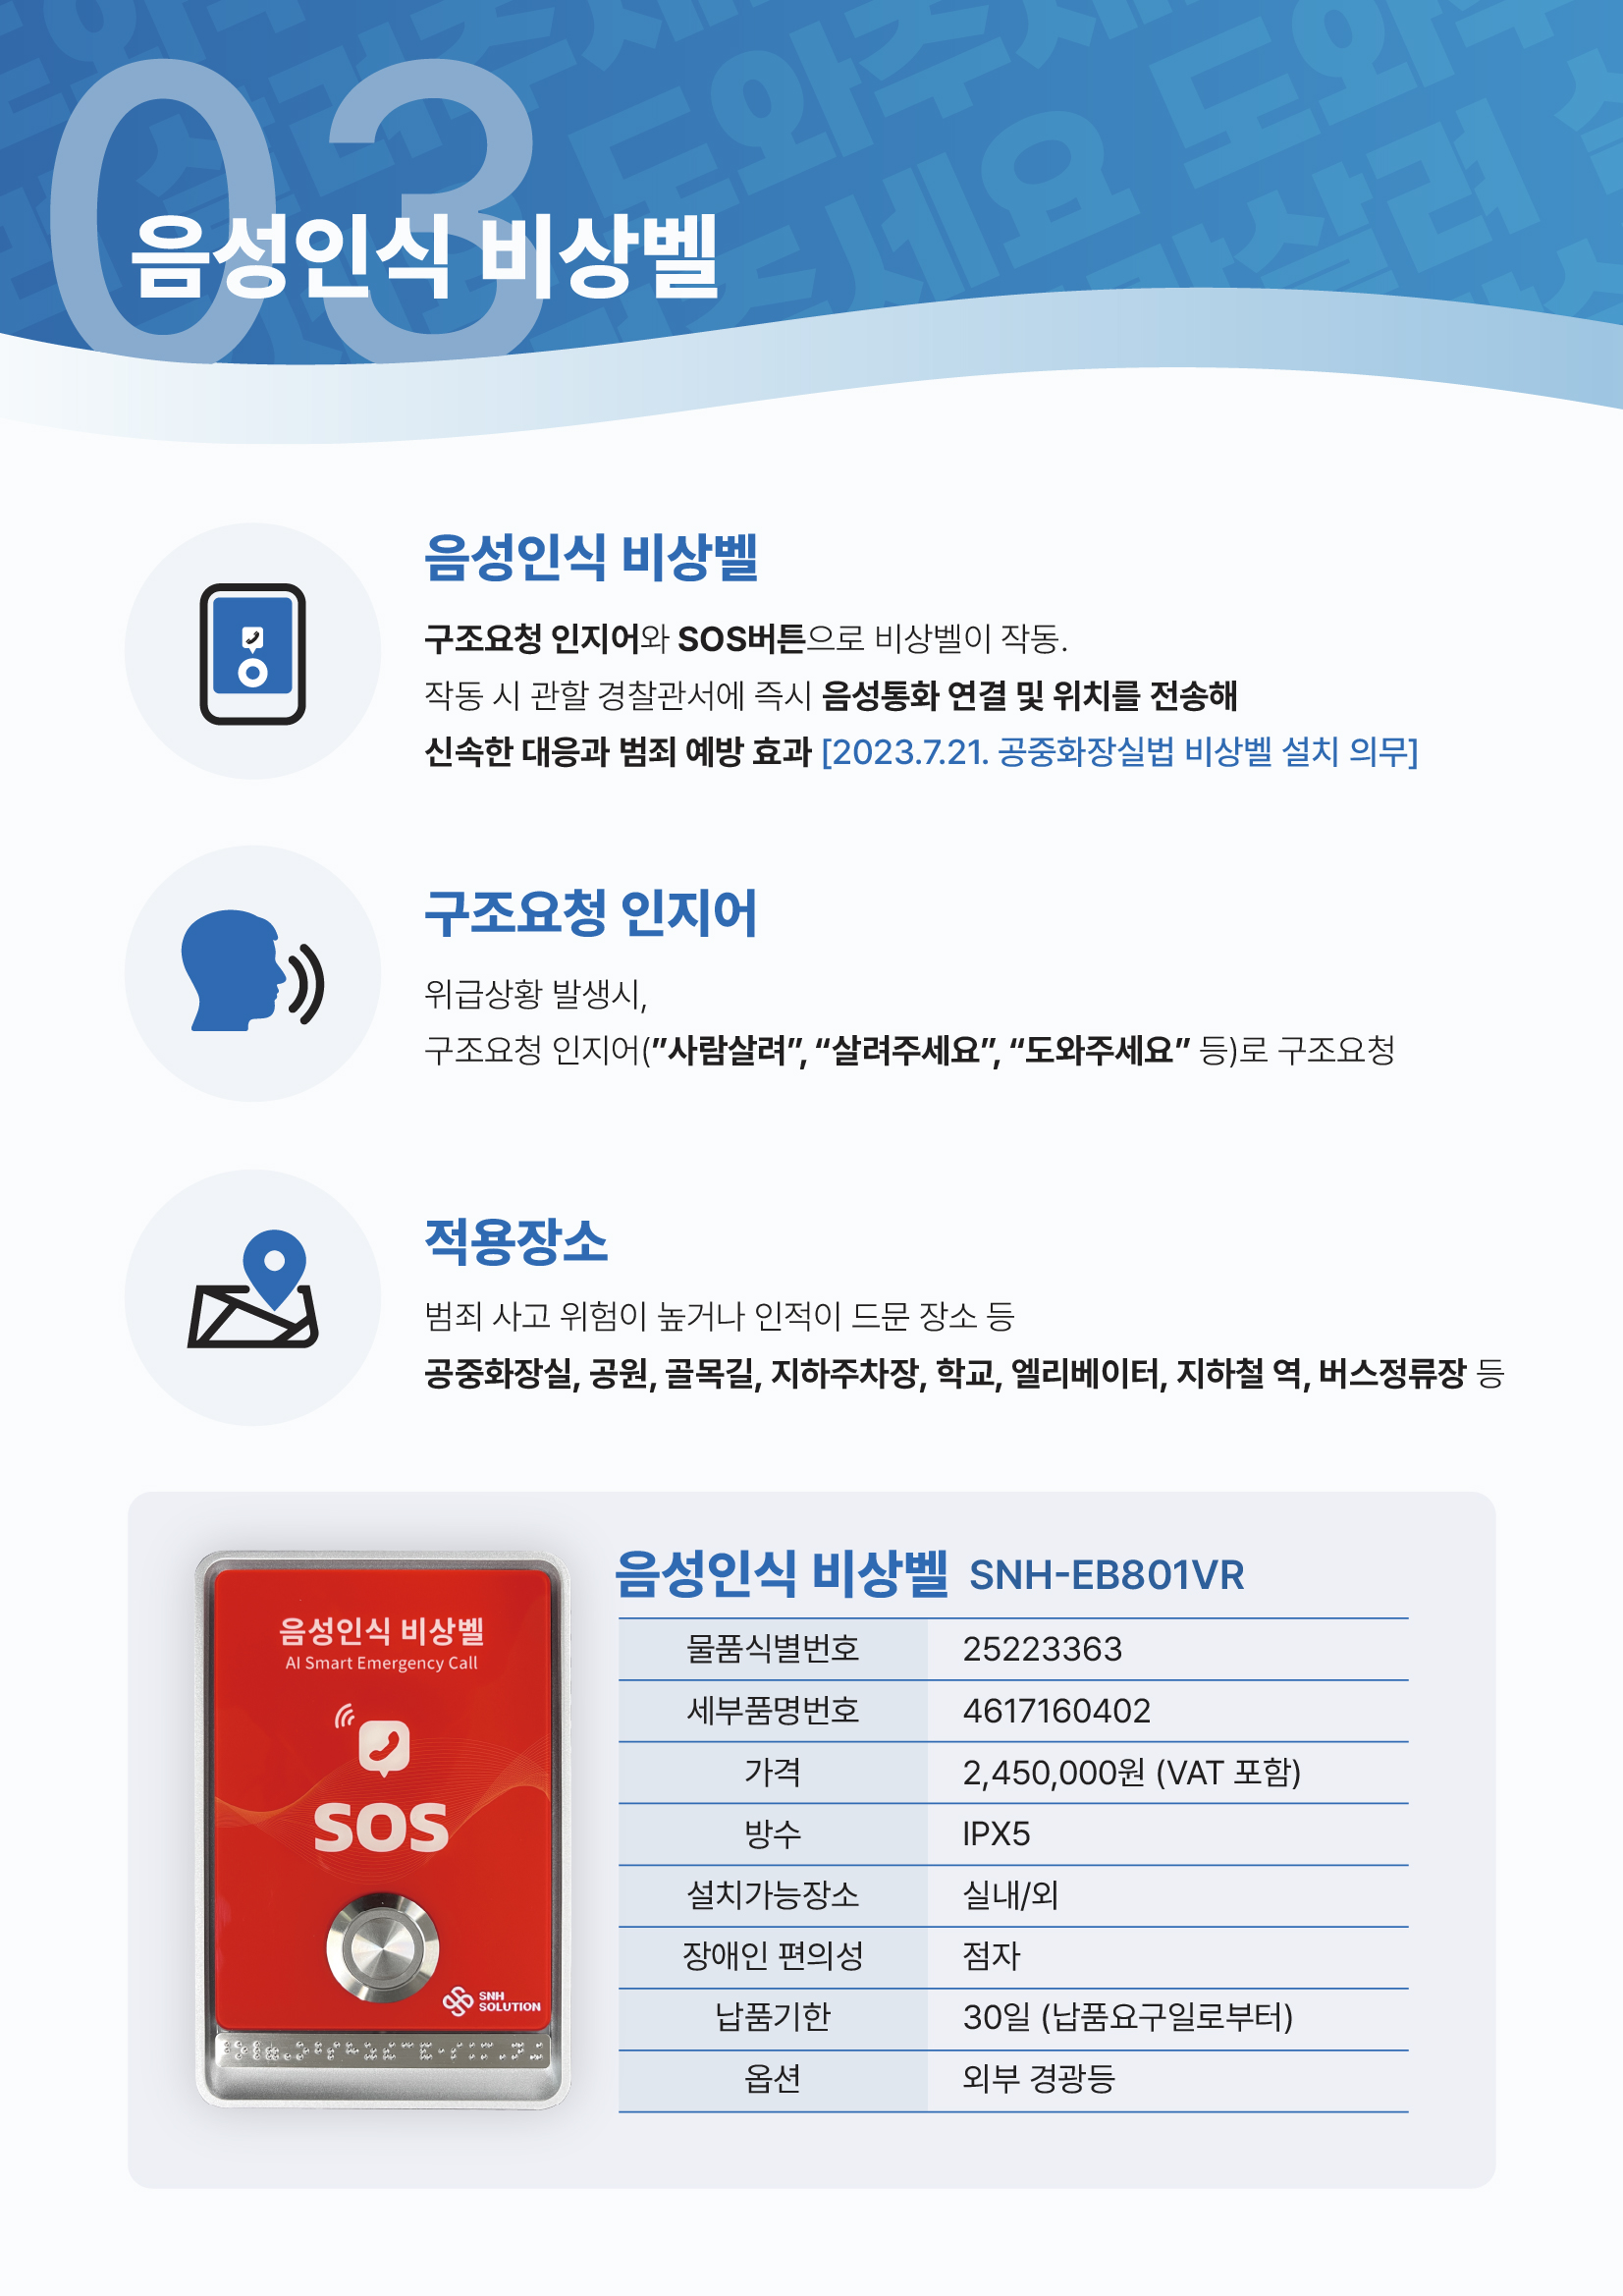 03
음성인식 비상벨
음성인식 비상벨
구조요청 인지어와 SOS버튼으로 비상벨이 작동.
작동 시 관할 경찰관서에 즉시 음성통화 연결 및 위치를 전송해
신속한 대응과 범죄 예방 효과 [2023.7.21. 공중화장실법 비상벨 설치 의무]
구조요청 인지어
위급상황 발생시,
구조요청 인지어(”사람살려”, “살려주세요”, “도와주세요” 등)로 구조요청
적용장소
범죄 사고 위험이 높거나 인적이 드문 장소 등
공중화장실, 공원, 골목길, 지하주차장, 학교, 엘리베이터, 지하철 역, 버스정류장 등
음성인식 비상벨
AI Smart Emergency Call
SOS
SNH
SOLUTION
음성인식 비상벨 SNH-EB801VR
물품식별번호 25223363
세부품명번호 4617160402
가격 2,450,000원 (VAT 포함)
방수 IPX5
설치가능장소 실내/외
장애인 편의성 점자
납품기한 30일 (납품요구일로부터)
옵션 외부 경광등